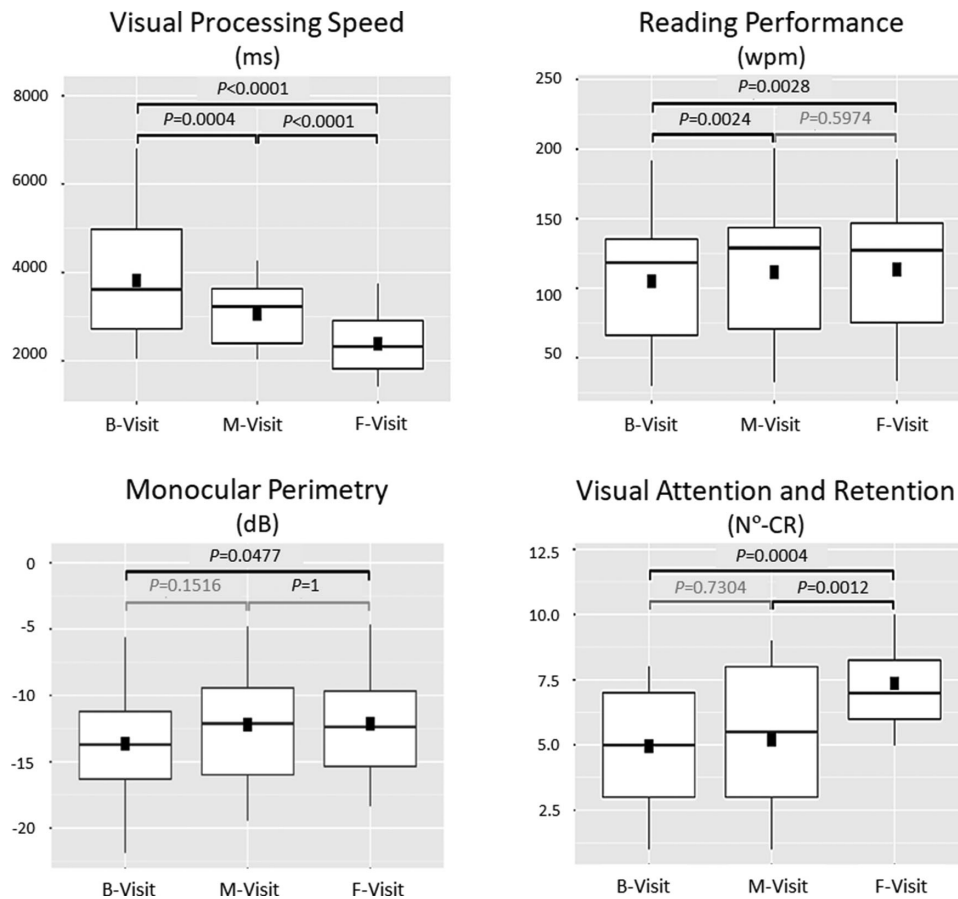 Visual Processing Speed
(ms)
8000
6000
4000
2000
P<0.0001
P=0.0004
P<0.0001
B-Visit
M-Visit
F-Visit
Reading Performance
(wpm)
250
200
150
100
50
P=0.0028
P=0.0024
P=0.5974
B-Visit
M-Visit
F-Visit
Monocular Perimetry
(dB)
0
-5
-10
-15
-20
P=0.0477
P=0.1516
P=1
B-Visit
M-Visit
F-Visit
Visual Attention and Retention
(Nº-CR)
12.5
10.0
7.5
5.0
2.5
P=0.0004
P=0.7304
P=0.0012
B-Visit
M-Visit
F-Visit